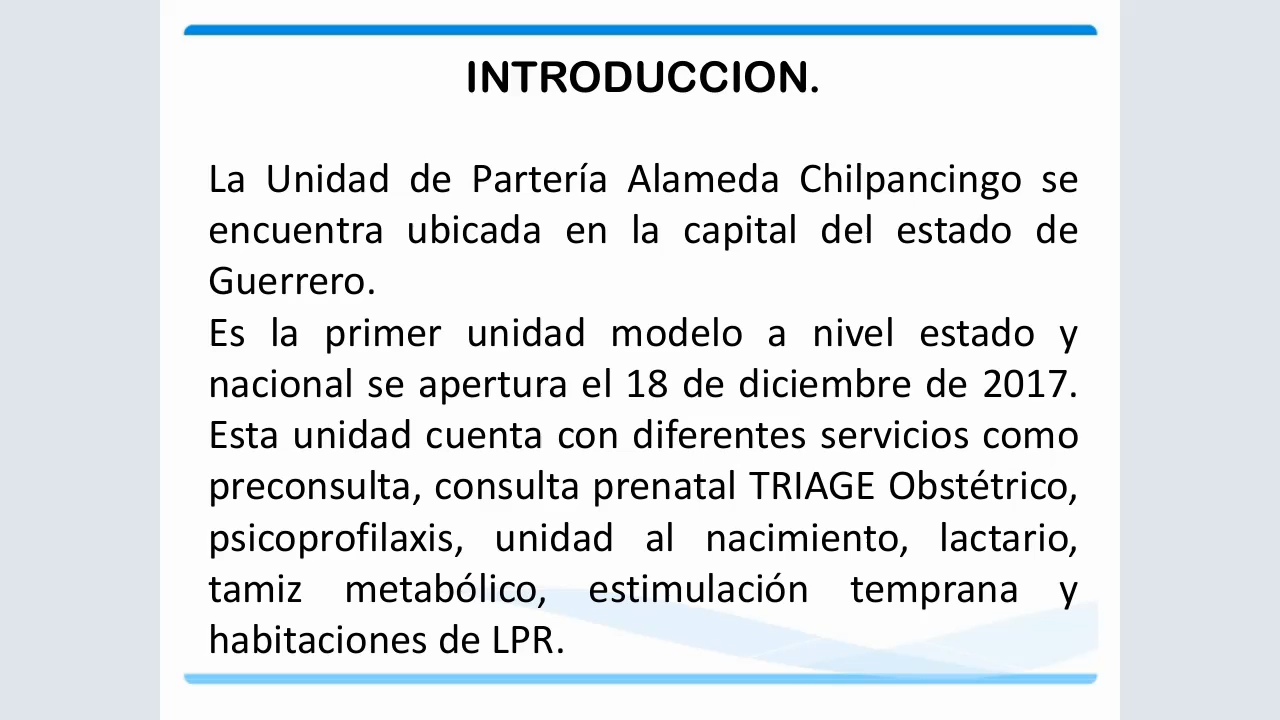 INTRODUCCION.
La Unidad de Partería Alameda Chilpancingo se
encuentra ubicada en la capital del estado de
Guerrero.
Es la primer unidad modelo a nivel estado y
nacional se apertura el 18 de diciembre de 2017.
Esta unidad cuenta con diferentes servicios como
preconsulta, consulta prenatal TRIAGE Obstétrico,
psicoprofilaxis, unidad al nacimiento, lactario,
tamiz metabólico, estimulación temprana y
habitaciones de LPR.